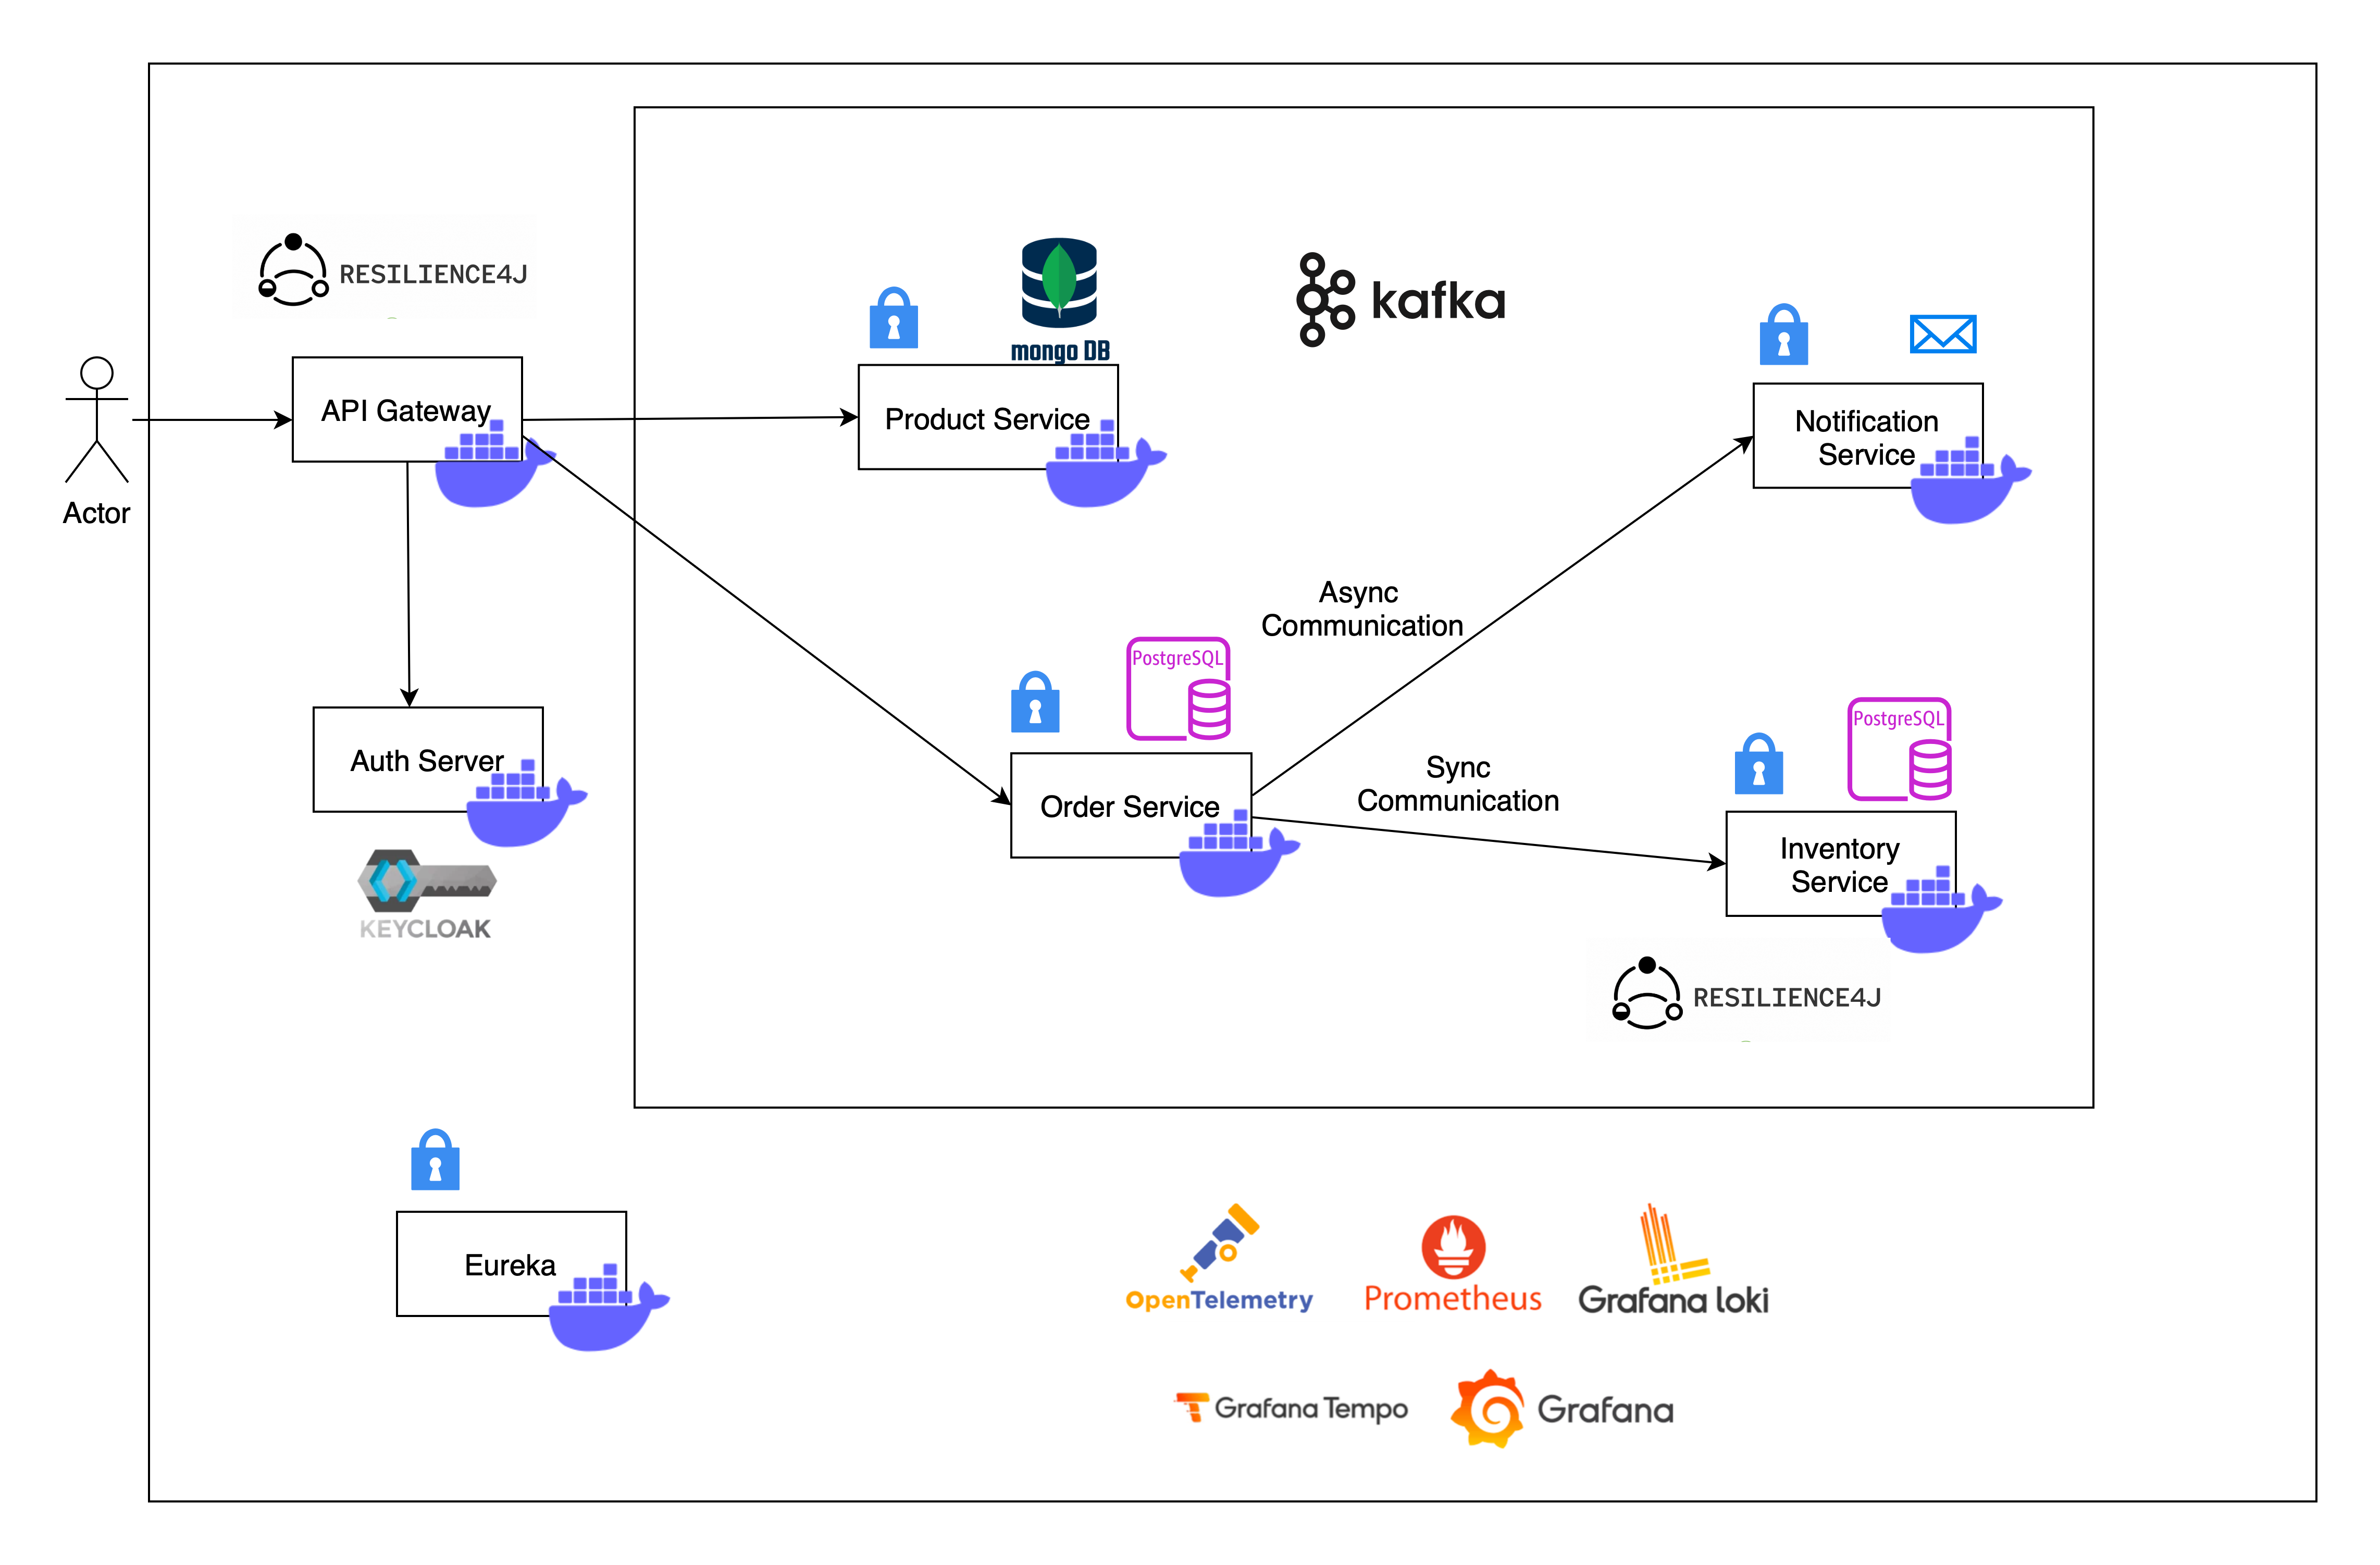 RESILIENCE4J
mongo DB
kafka
Actor
API Gateway
Product Service
Notification
Service
Async
Communication
PostgreSQL
PostgreSQL
Auth Server
Order Service
Sync
Communication
Inventory
Service
KEYCLOAK
RESILIENCE4J
Eureka
OpenTelemetry
Prometheus
Grafana loki
Grafana Tempo
Grafana